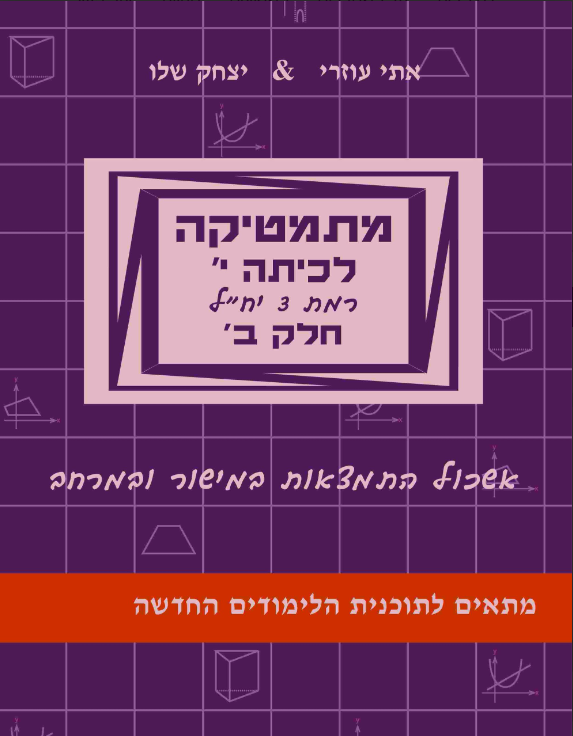 אתי עוזרי & יצחק שלו
מתמטיקה
לכיתה י'
רמת 3 יח"ל
חלק ב'
אשכול התמצאות במישור ובמרחב
מתאים לתוכנית הלימודים החדשה